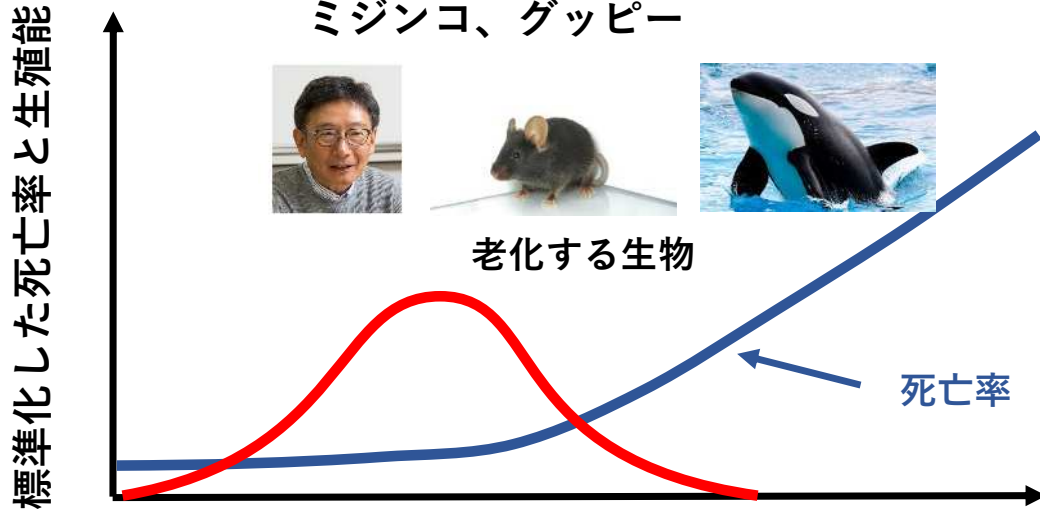 ミジンコ、グッピー
標準化した死亡率と生殖能
老化する生物
死亡率